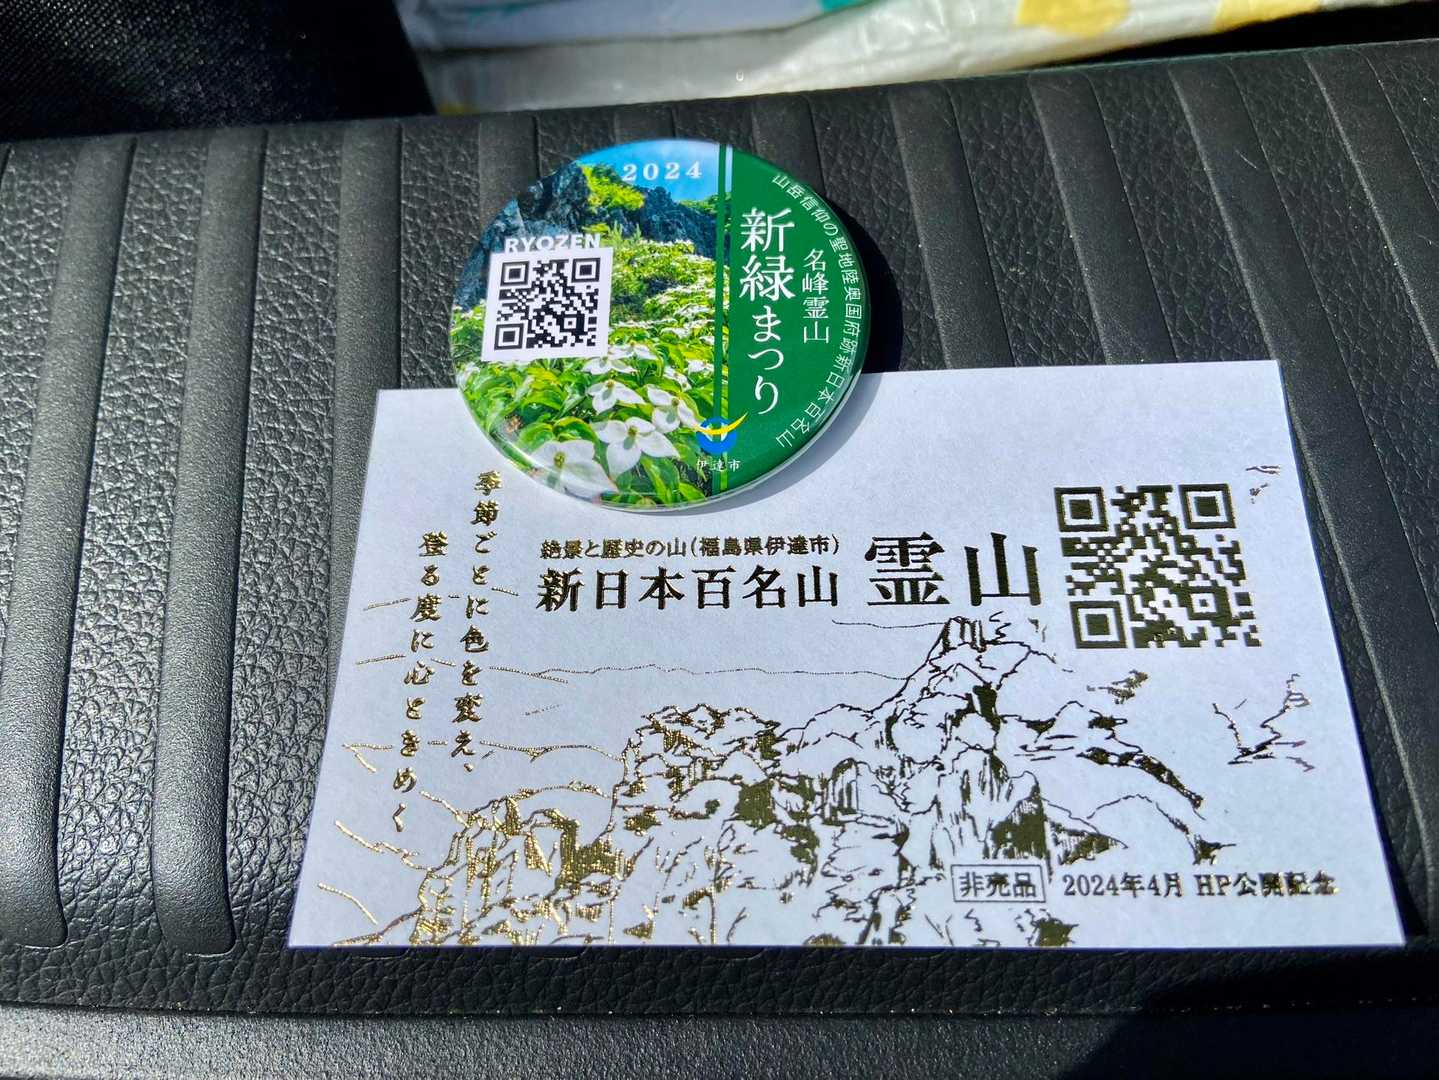 2024
RYOZEN
新緑まつり
名峰霊山
山岳信仰の聖地陸奥国府跡新日本百名山
伊達市
季節ごとに色を変え、
登る度に心ときめく
絶景と歴史の山(福島県伊達市)
新日本百名山 霊山
非売品 2024年4月 HP公開記念